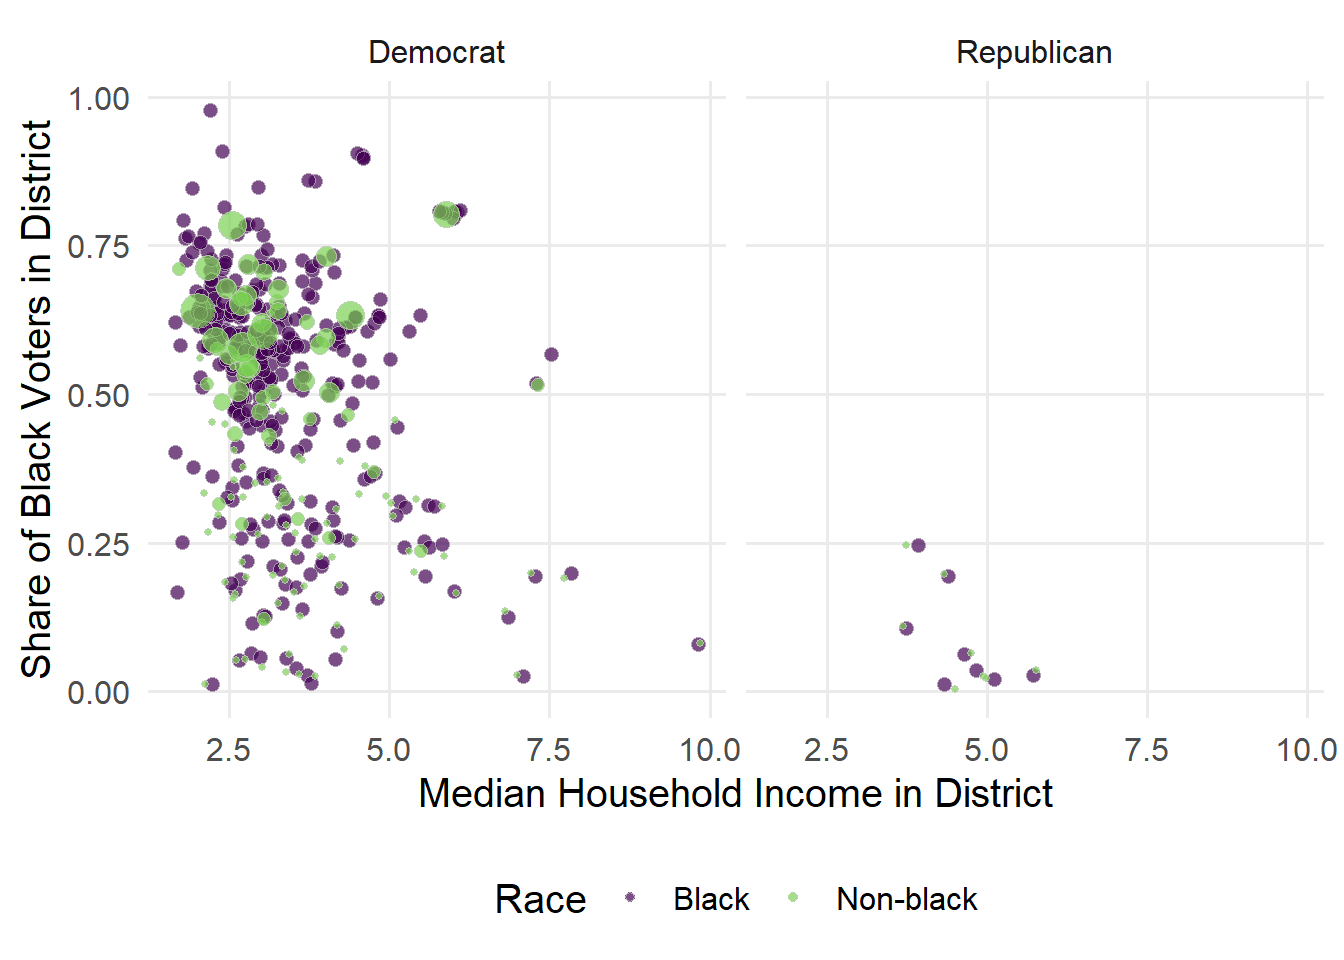 Democrat
Republican
Share of Black Voters in District
1.00
0.75
0.50
0.25
0.00
2.5 5.0 7.5 10.0
2.5 5.0 7.5 10.0
Median Household Income in District
Race Black Non-black